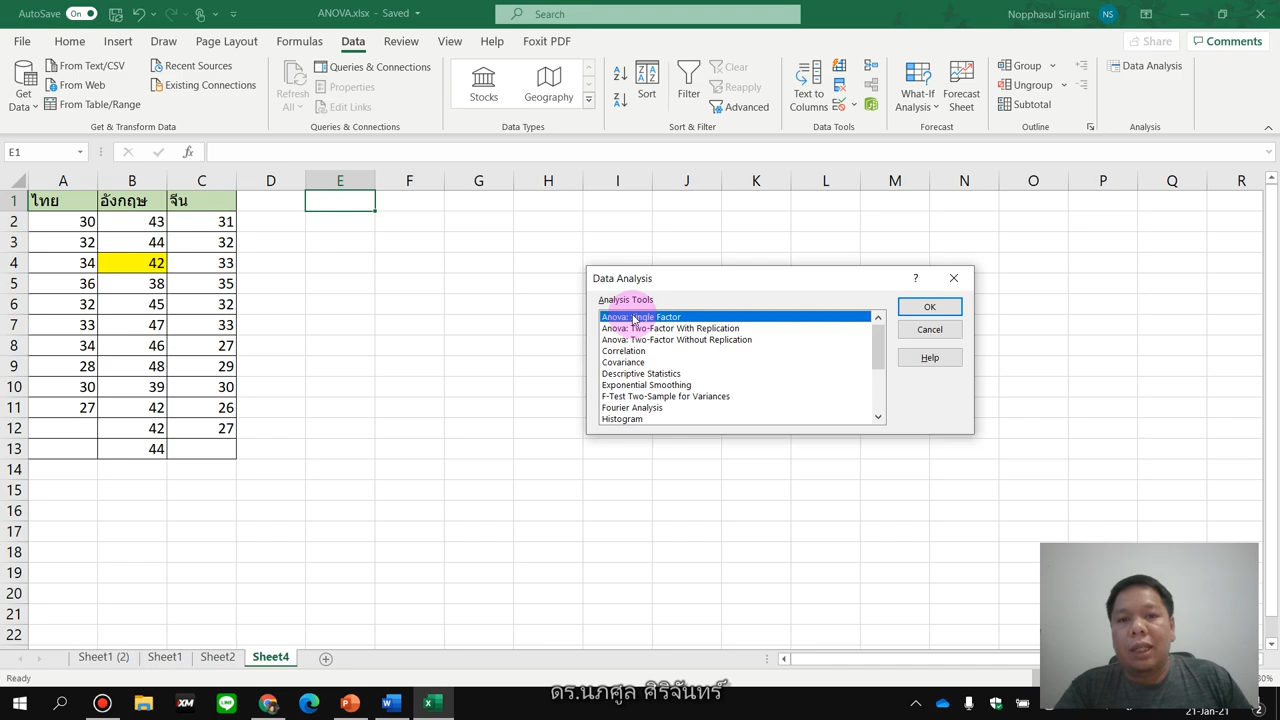 AutoSave On ANOVA.xlsx - Saved Search Nopphasul Sirijant NS
File Home Insert Draw Page Layout Formulas Data Review View Help Foxit PDF Share Comments
Get Data From Text/CSV From Web From Table/Range Recent Sources Existing Connections
Refresh All Queries & Connections Properties Edit Links
Stocks Geography
Sort Filter Clear Reapply Advanced
Text to Columns
What-If Analysis Forecast Sheet
Group Ungroup Subtotal
Data Analysis
Get & Transform Data Queries & Connections Data Types Sort & Filter Data Tools Forecast Outline Analysis
E1 fx
A B C D E F G H I J K L M N O P Q R
1 ไทย อังกฤษ จีน
2 30 43 31
3 32 44 32
4 34 42 33
5 36 38 35
6 32 45 32
7 33 47 33
8 34 46 27
9 28 48 29
10 30 39 30
11 27 42 26
12 42 27
13 44
14
15
16
17
18
19
20
21
22
Data Analysis ?
Analysis Tools
Anova: Single Factor
Anova: Two-Factor With Replication
Anova: Two-Factor Without Replication
Correlation
Covariance
Descriptive Statistics
Exponential Smoothing
F-Test Two-Sample for Variances
Fourier Analysis
Histogram
OK
Cancel
Help
Sheet1 (2) Sheet1 Sheet2 Sheet4
Ready
ดร.นภศูล ศิริจันทร์
21-Jan-21